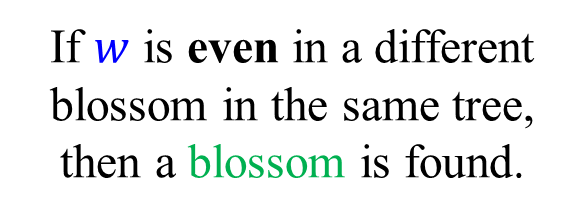 If w is even in a different
blossom in the same tree,
then a blossom is found.